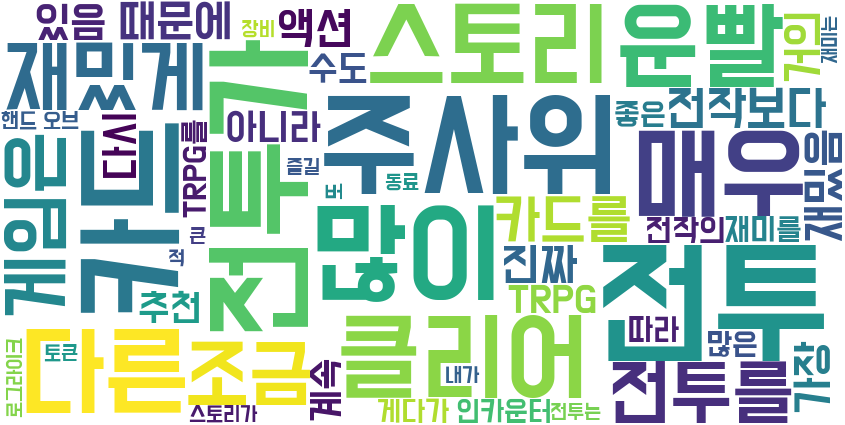 있음
때문에
장비
액션
스토리
운빨
거의
재미는
재밌게
수도
핸드 오브
다시
TRPG를
아니라
좋은
전작보다
전투가
주사위
매우
재밌음
게임은
카드
즐길
동료
버
많이
카드를
전작의
재미를
큰
적
진짜
전투
추천
TRPG
따라
많은
로그라이크
토큰
다른
조금
클리어
내가
계속
전투를
가장
스토리가
게다가
인카운터
전투는